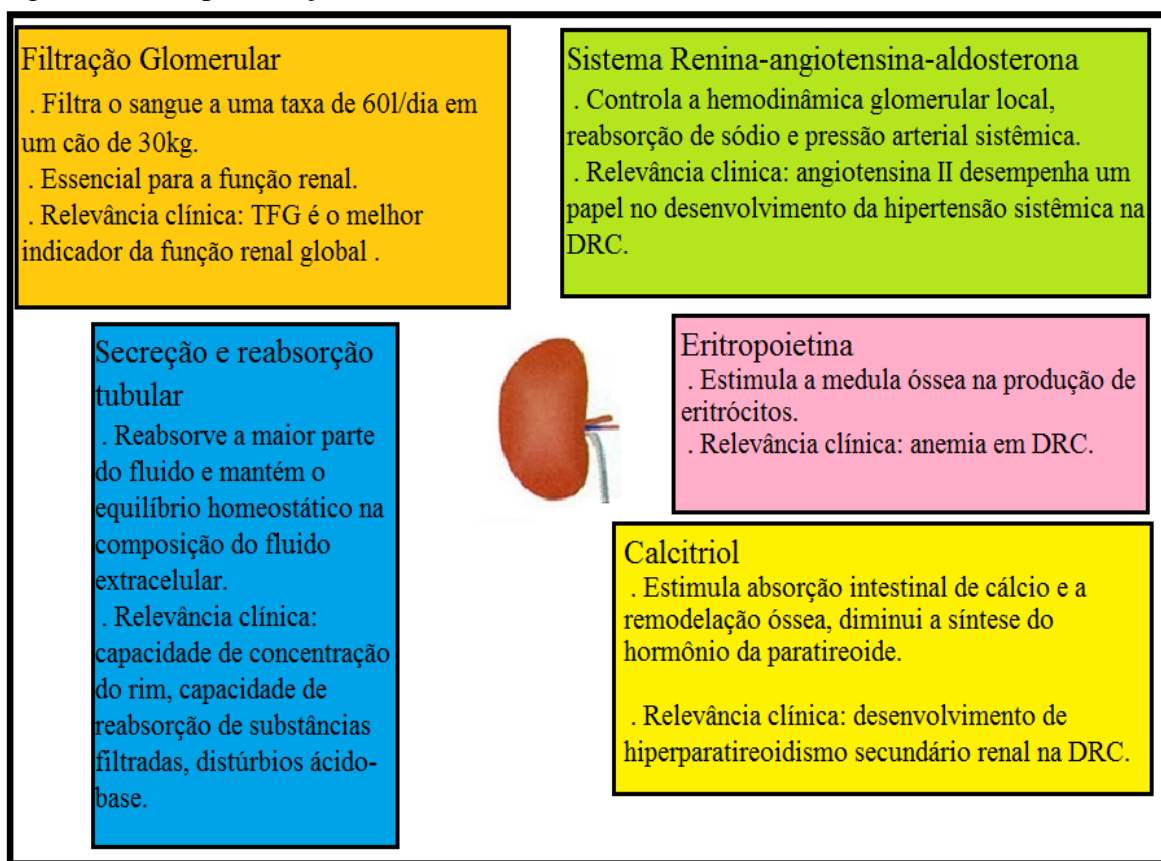 Filtração Glomerular
. Filtra o sangue a uma taxa de 60l/dia em
um cão de 30kg.
. Essencial para a função renal.
. Relevância clínica: TFG é o melhor
indicador da função renal global .
Sistema Renina-angiotensina-aldosterona
. Controla a hemodinâmica glomerular local,
reabsorção de sódio e pressão arterial sistêmica.
. Relevância clinica: angiotensina II desempenha um
papel no desenvolvimento da hipertensão sistêmica na
DRC.
Secreção e reabsorção
tubular
. Reabsorve a maior parte
do fluido e mantém o
equilíbrio homeostático na
composição do fluido
extracelular.
. Relevância clínica:
capacidade de concentração
do rim, capacidade de
reabsorção de substâncias
filtradas, distúrbios ácido-
base.
Eritropoietina
. Estimula a medula óssea na produção de
eritrócitos.
. Relevância clínica: anemia em DRC.
Calcitriol
. Estimula absorção intestinal de cálcio e a
remodelação óssea, diminui a síntese do
hormônio da paratireoide.
. Relevância clínica: desenvolvimento de
hiperparatireoidismo secundário renal na DRC.